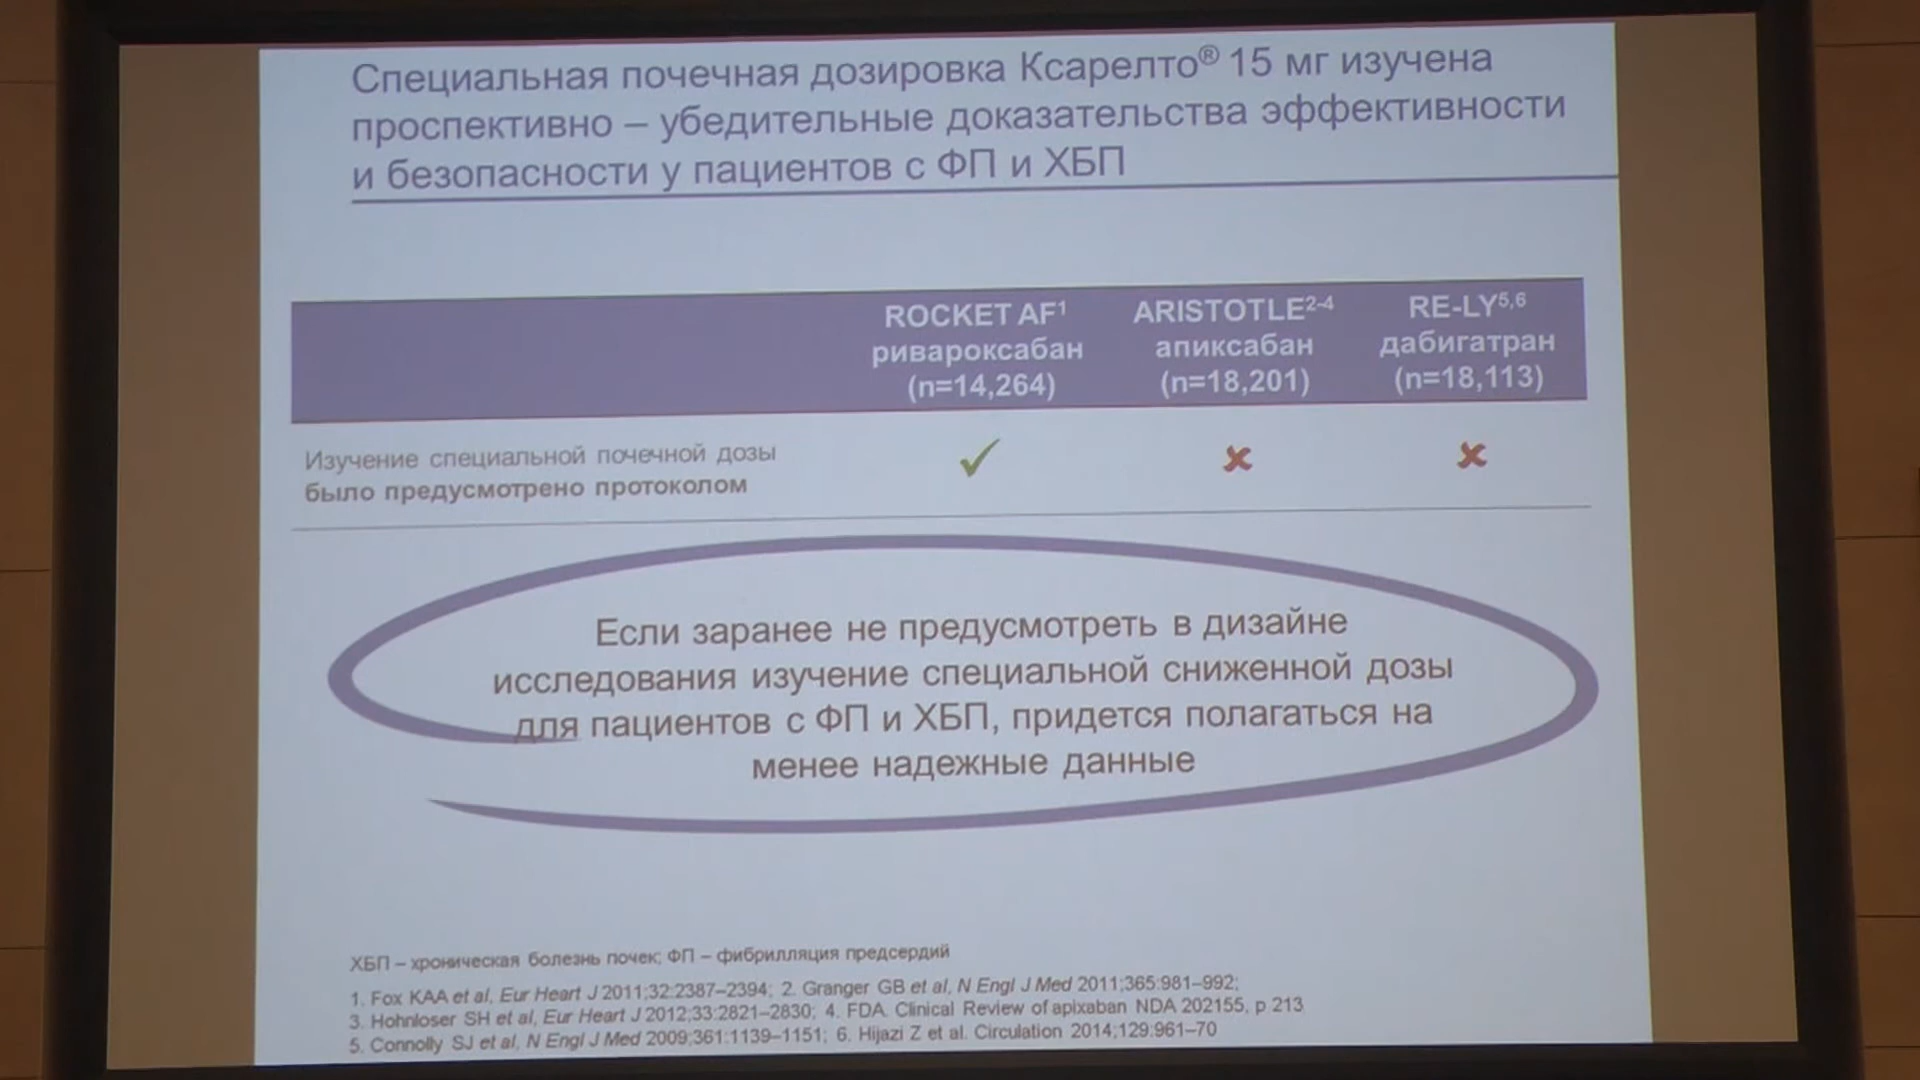 Специальная почечная дозировка Ксарелто® 15 мг изучена
проспективно – убедительные доказательства эффективности
и безопасности у пациентов с ФП и ХБП
ROCKET AF¹
ривароксабан
(n=14,264)
ARISTOTLE²⁻⁴
апиксабан
(n=18,201)
RE-LY⁵,⁶
дабигатран
(n=18,113)
Изучение специальной почечной дозы
было предусмотрено протоколом
✓ ✘ ✘
Если заранее не предусмотреть в дизайне
исследования изучение специальной сниженной дозы
для пациентов с ФП и ХБП, придется полагаться на
менее надежные данные
ХБП – хроническая болезнь почек; ФП – фибрилляция предсердий
1. Fox KAA et al, Eur Heart J 2011;32:2387–2394; 2. Granger GB et al, N Engl J Med 2011;365:981–992;
3. Hohnloser SH et al, Eur Heart J 2012;33:2821–2830; 4. FDA. Clinical Review of apixaban NDA 202155, p 213
5. Connolly SJ et al, N Engl J Med 2009;361:1139–1151; 6. Hijazi Z et al. Circulation 2014;129:961–70